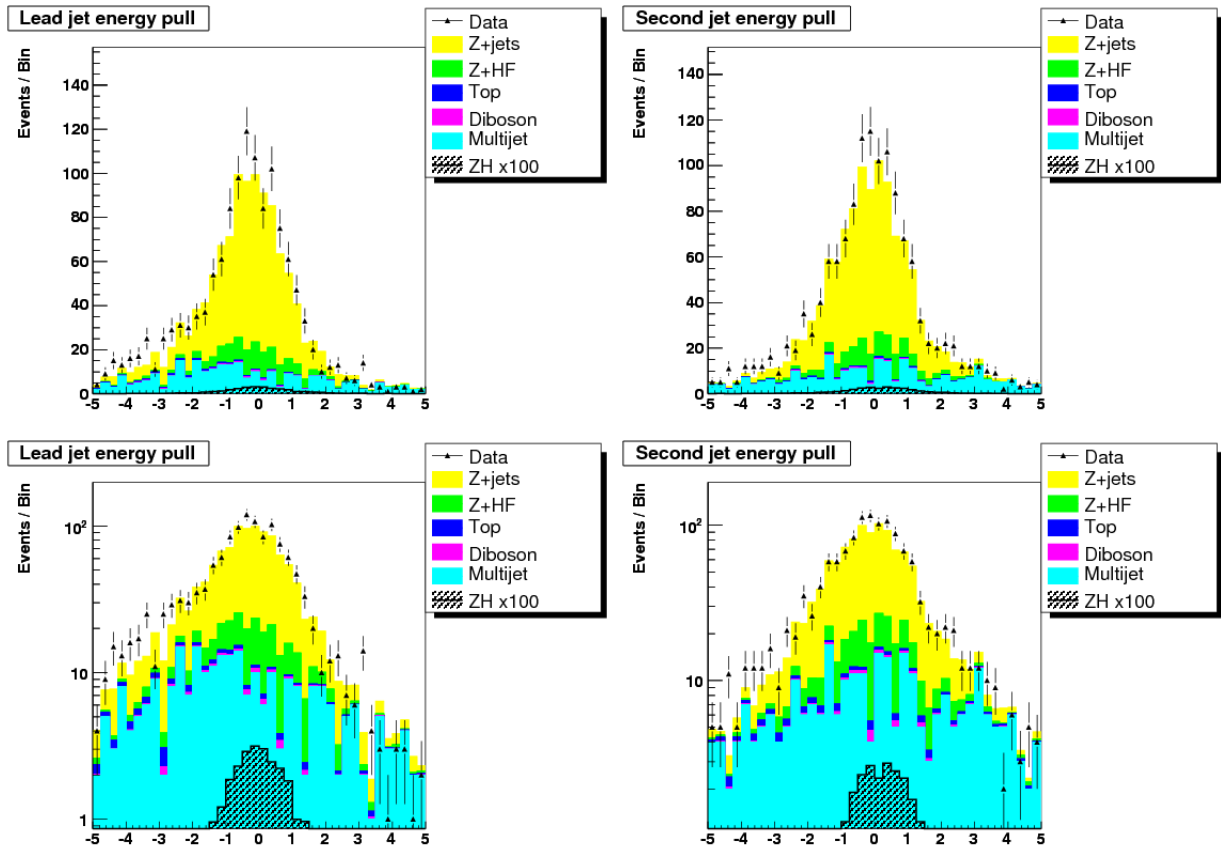 Lead jet energy pull
Events / Bin
140
120
100
80
60
40
20
0
-5 -4 -3 -2 -1 0 1 2 3 4 5
Data
Z+jets
Z+HF
Top
Diboson
Multijet
ZH x100
Second jet energy pull
Events / Bin
140
120
100
80
60
40
20
0
-5 -4 -3 -2 -1 0 1 2 3 4 5
Data
Z+jets
Z+HF
Top
Diboson
Multijet
ZH x100
Lead jet energy pull
Events / Bin
10²
10
1
-5 -4 -3 -2 -1 0 1 2 3 4 5
Data
Z+jets
Z+HF
Top
Diboson
Multijet
ZH x100
Second jet energy pull
Events / Bin
10²
10
-5 -4 -3 -2 -1 0 1 2 3 4 5
Data
Z+jets
Z+HF
Top
Diboson
Multijet
ZH x100